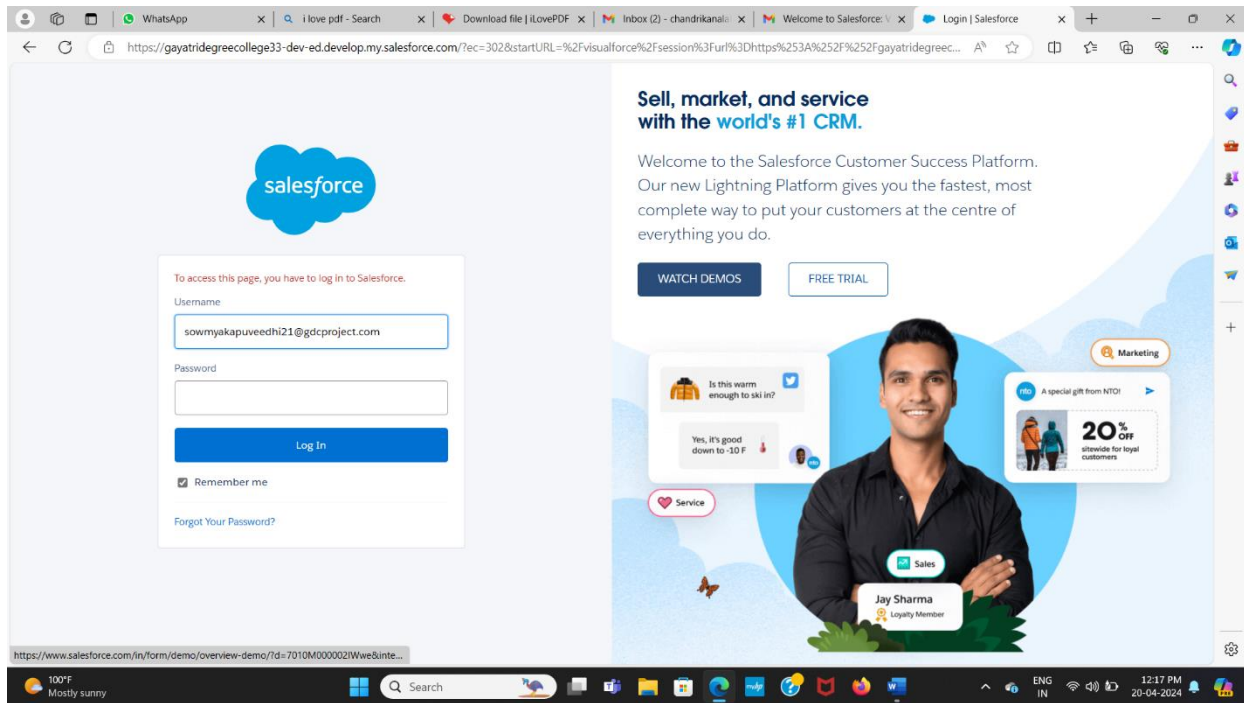 WhatsApp
i love pdf - Search
Download file | iLovePDF
Inbox (2) - chandrikanala
Welcome to Salesforce: V
Login | Salesforce
https://gayatridegreecollege33-dev-ed.develop.my.salesforce.com/?ec=302&startURL=%2Fvisualforce%2Fsession%3Furl%3Dhttps%253A%252F%252Fgayatridegreec...
salesforce
To access this page, you have to log in to Salesforce.
Username
sowmyakapuveedhi21@gdcproject.com
Password
Log In
Remember me
Forgot Your Password?
Sell, market, and service
with the world's #1 CRM.
Welcome to the Salesforce Customer Success Platform.
Our new Lightning Platform gives you the fastest, most
complete way to put your customers at the centre of
everything you do.
WATCH DEMOS
FREE TRIAL
Marketing
Is this warm
enough to ski in?
Yes, it's good
down to -10 F
nto
nto
A special gift from NTO!
20% OFF
sitewide for loyal
customers
Service
Sales
Jay Sharma
Loyalty Member
https://www.salesforce.com/in/form/demo/overview-demo/?d=7010M000002IWwe&inte...
100°F
Mostly sunny
Search
ENG
IN
12:17 PM
20-04-2024